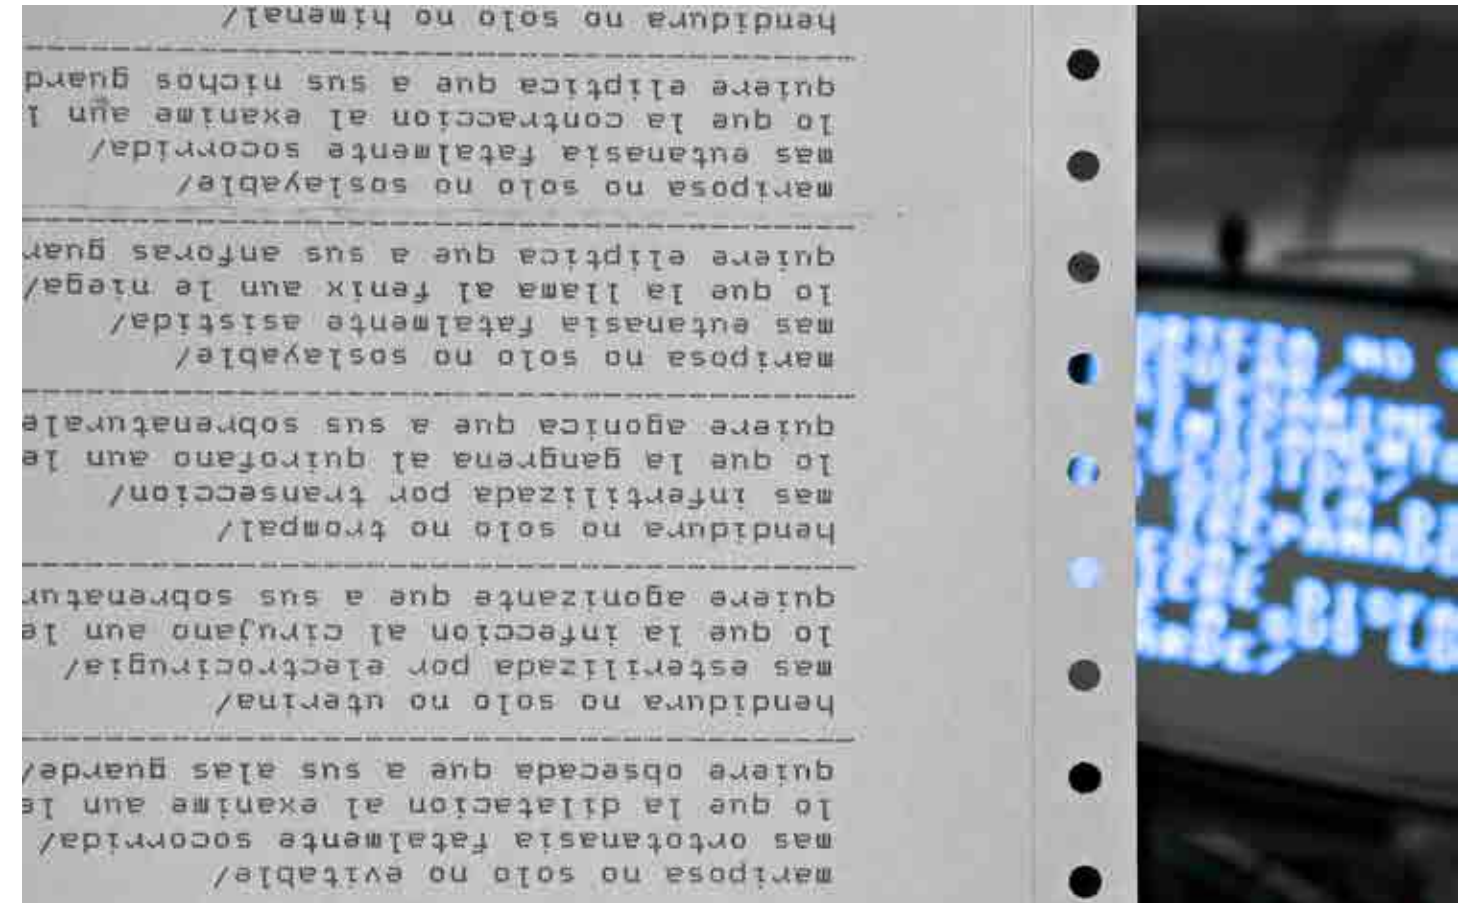 mariposa no solo no evitable/
mas ortotanasia fatalmente socorrida/
lo que la dilatacion al exanime aun le
quiere obsecada que a sus alas guarde/
hendidura no solo no uterina/
mas esterilizada por electrocirugia/
lo que la infeccion al cirujano aun le
quiere agonizante que a sus sobrenatur
hendidura no solo no trompal/
mas infertilizada por transeccion/
lo que la gangrena al quirofano aun le
quiere agonica que a sus sobrenaturale
mariposa no solo no soslayable/
mas eutanasia fatalmente asistida/
lo que la llama al fenix aun le niega/
quiere eliptica que a sus anforas guar
mariposa no solo no soslayable/
mas eutanasia fatalmente socorrida/
lo que la contraccion al exanime aun l
quiere eliptica que a sus nichos guard
hendidura no solo no himenal/